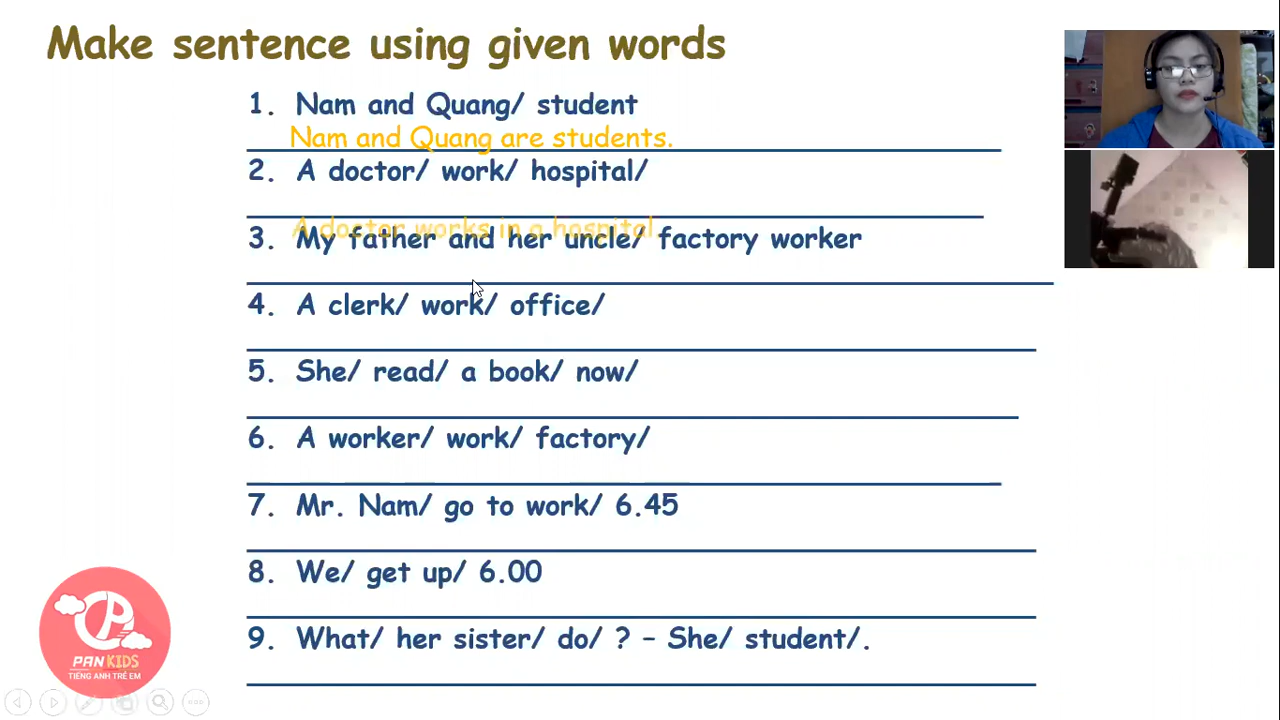 Make sentence using given words
1. Nam and Quang/ student
Nam and Quang are students.
2. A doctor/ work/ hospital/
A doctor works in a hospital.
3. My father and her uncle/ factory worker
4. A clerk/ work/ office/
5. She/ read/ a book/ now/
6. A worker/ work/ factory/
7. Mr. Nam/ go to work/ 6.45
8. We/ get up/ 6.00
9. What/ her sister/ do/ ? – She/ student/.
PAN KIDS
TIẾNG ANH TRẺ EM